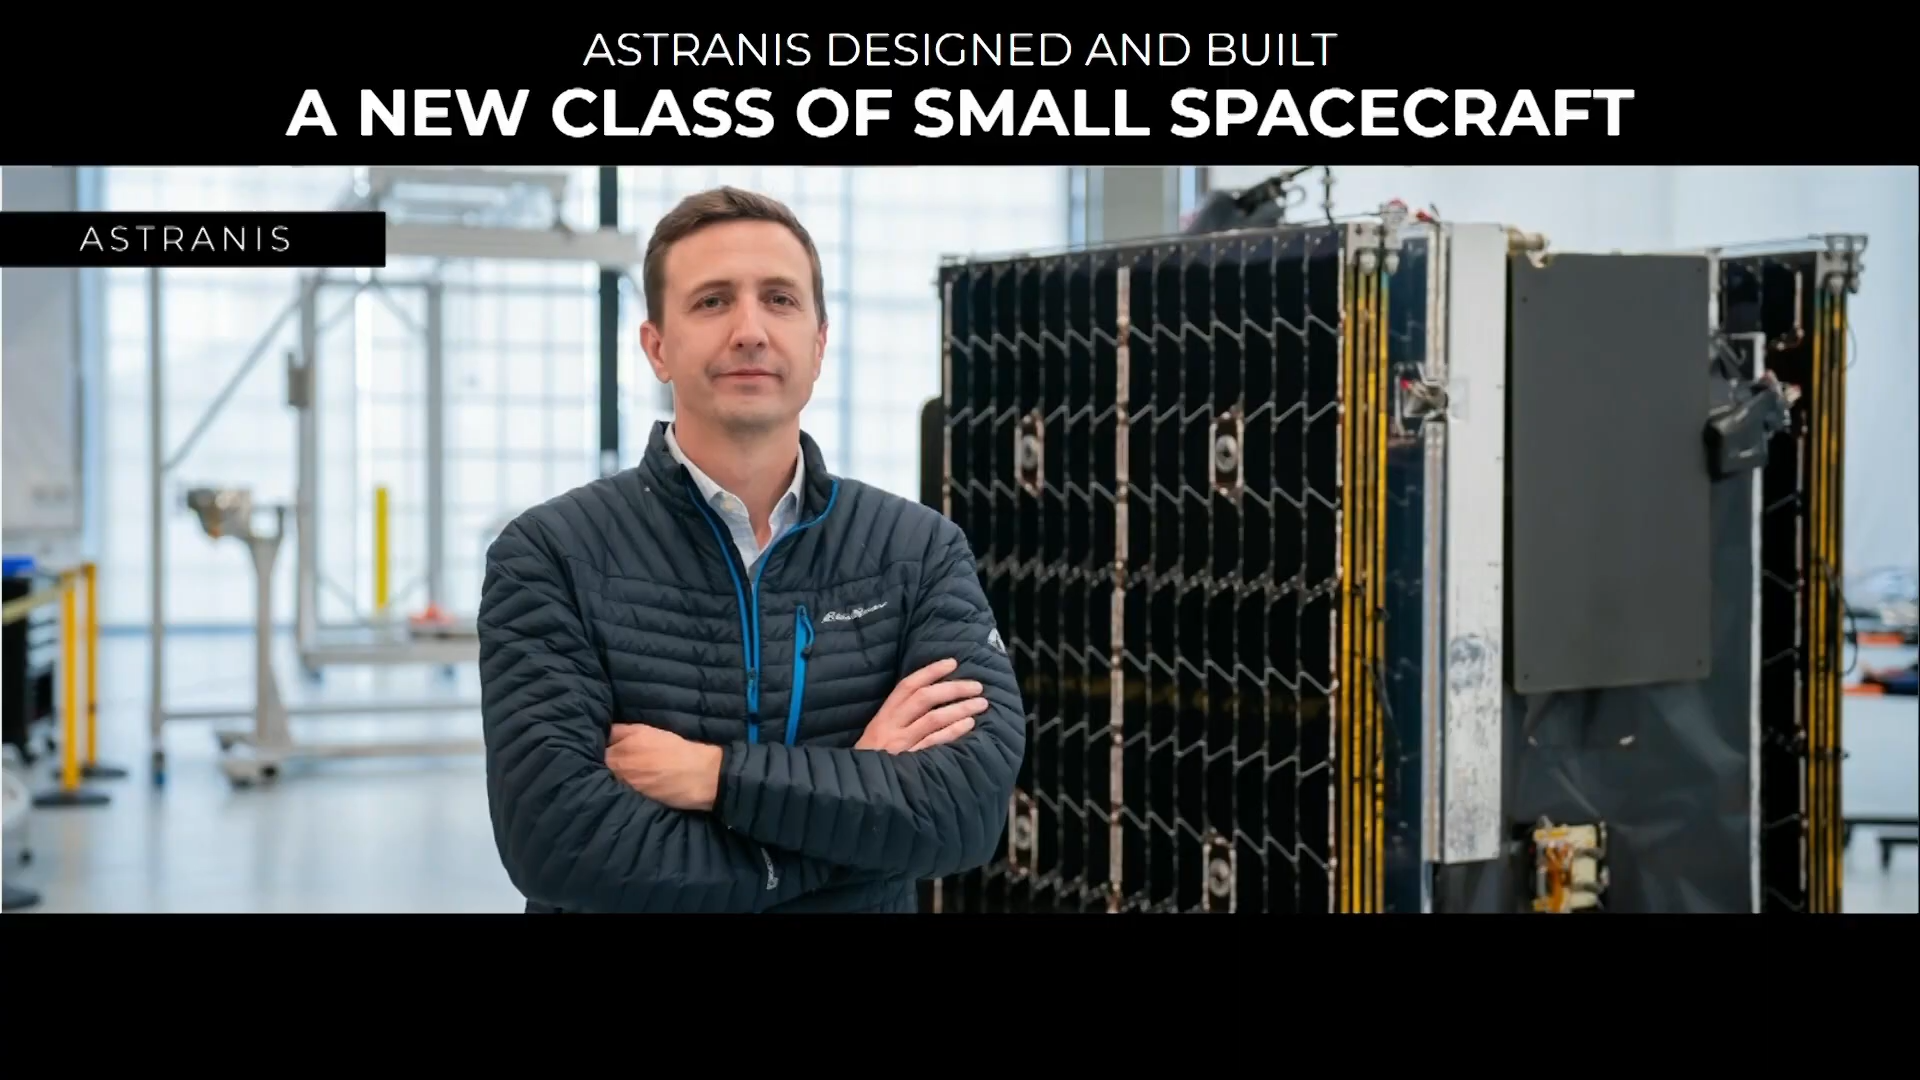 ASTRANIS DESIGNED AND BUILT
A NEW CLASS OF SMALL SPACECRAFT
ASTRANIS